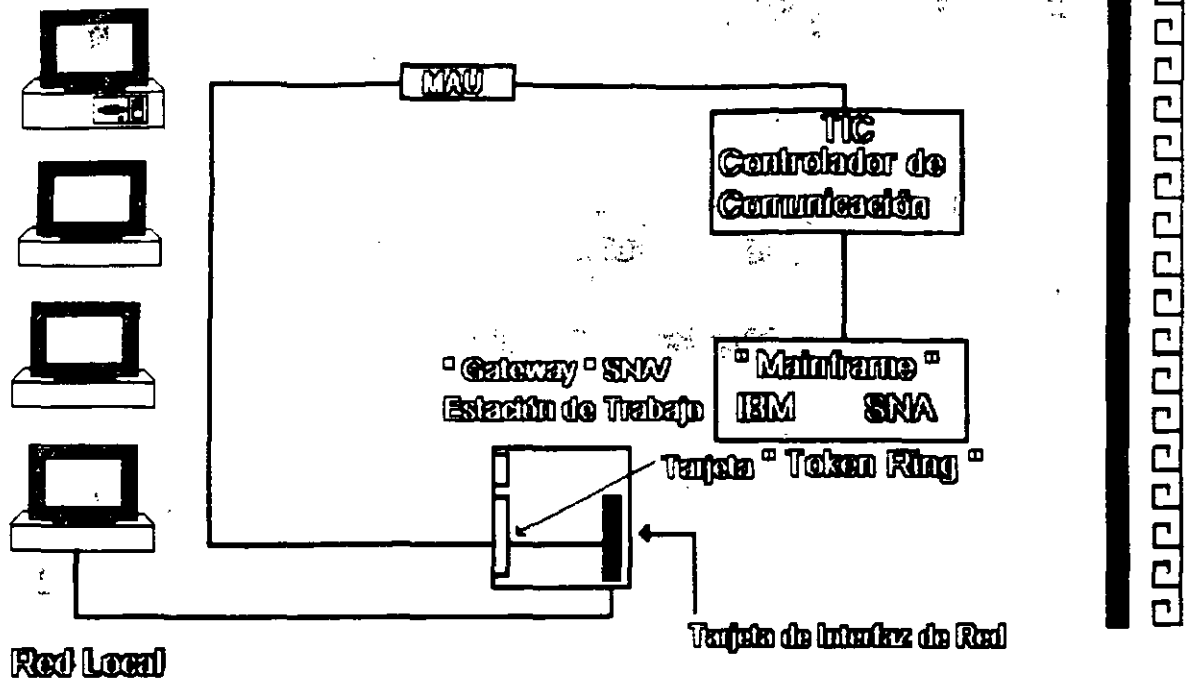 MAU
TIC
Controlador de
Comunicación
" Gateway " SNA/
Estación de Trabajo
" Mainframe "
IBM SNA
Tarjeta " Token Ring "
Tarjeta de Interfaz de Red
Red Local